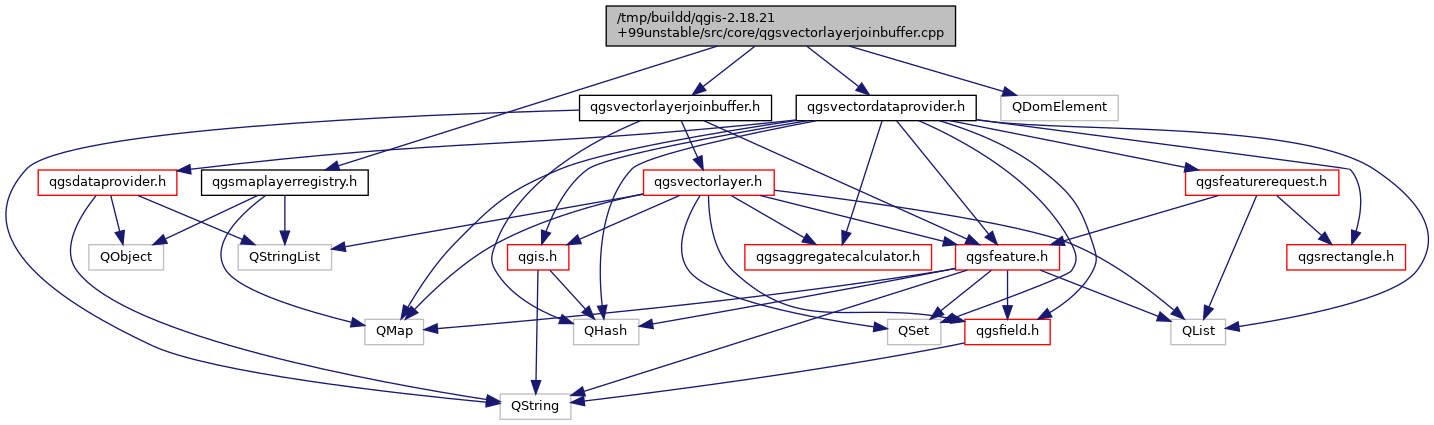 /tmp/buildd/qgis-2.18.21
+99unstable/src/core/qgsvectorlayerjoinbuffer.cpp
qgsvectorlayerjoinbuffer.h
qgsvectordataprovider.h
QDomElement
qgsdataprovider.h
qgsmaplayerregistry.h
qgsvectorlayer.h
qgsfeaturerequest.h
QObject
QStringList
qgis.h
qgsaggregatecalculator.h
qgsfeature.h
qgsrectangle.h
QMap
QHash
QSet
qgsfield.h
QList
QString